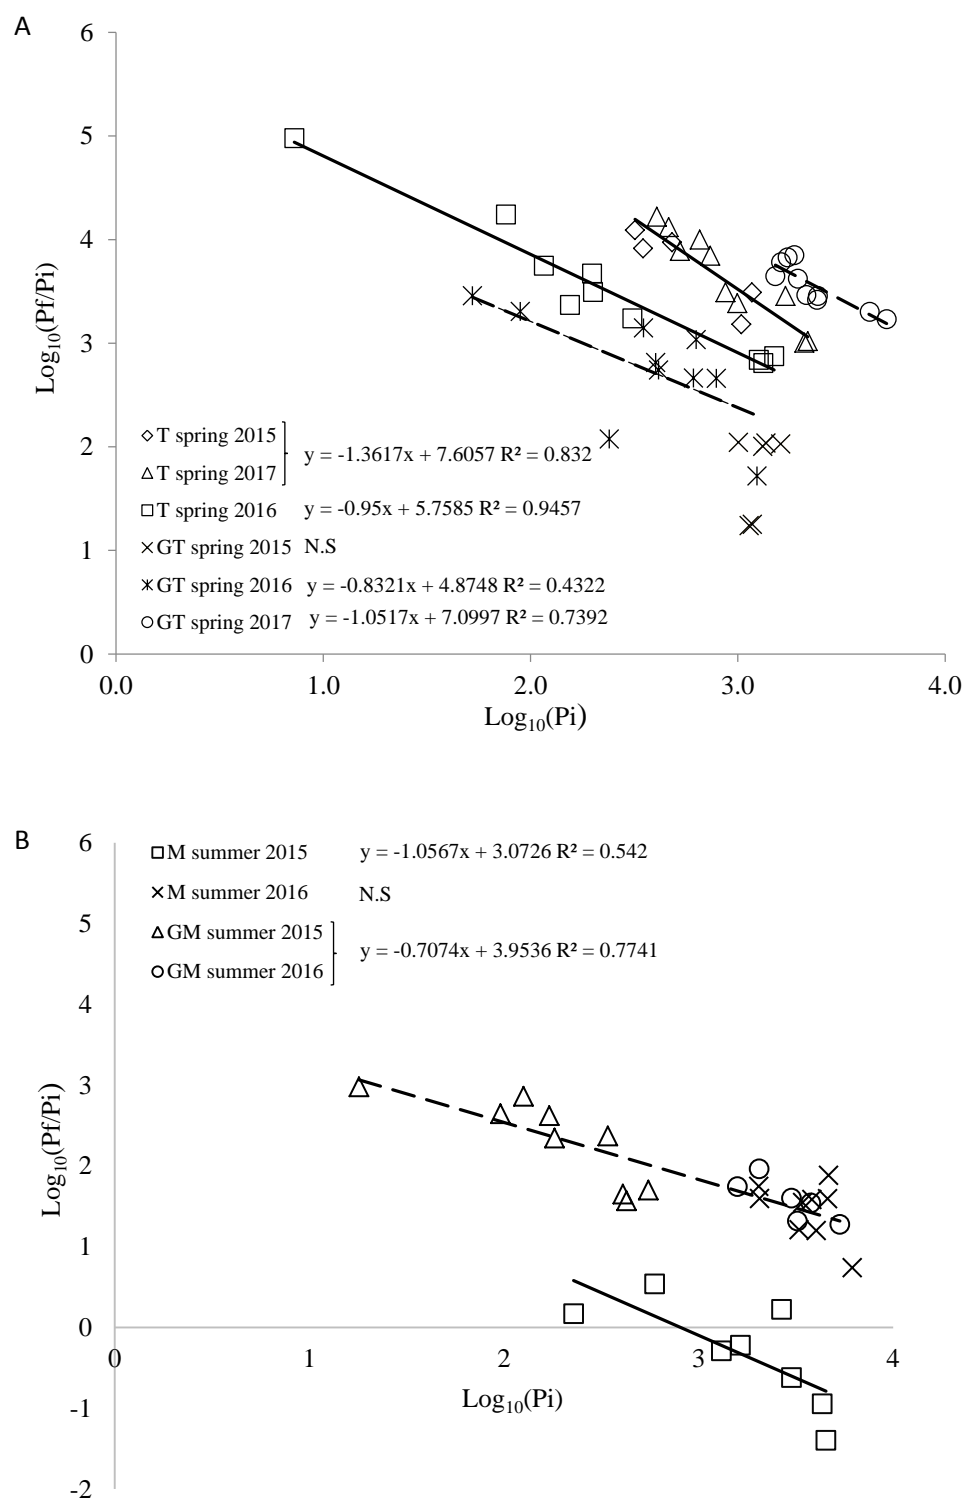 A
6
5
4
3
2
1
0
Log10(Pf/Pi)
T spring 2015
T spring 2017
y = -1.3617x + 7.6057 R² = 0.832
T spring 2016 y = -0.95x + 5.7585 R² = 0.9457
GT spring 2015 N.S
GT spring 2016 y = -0.8321x + 4.8748 R² = 0.4322
GT spring 2017 y = -1.0517x + 7.0997 R² = 0.7392
0.0 1.0 2.0 3.0 4.0
Log10(Pi)
B
6
5
4
3
2
1
0
-1
-2
Log10(Pf/Pi)
M summer 2015 y = -1.0567x + 3.0726 R² = 0.542
M summer 2016 N.S
GM summer 2015
GM summer 2016
y = -0.7074x + 3.9536 R² = 0.7741
0 1 2 3 4
Log10(Pi)